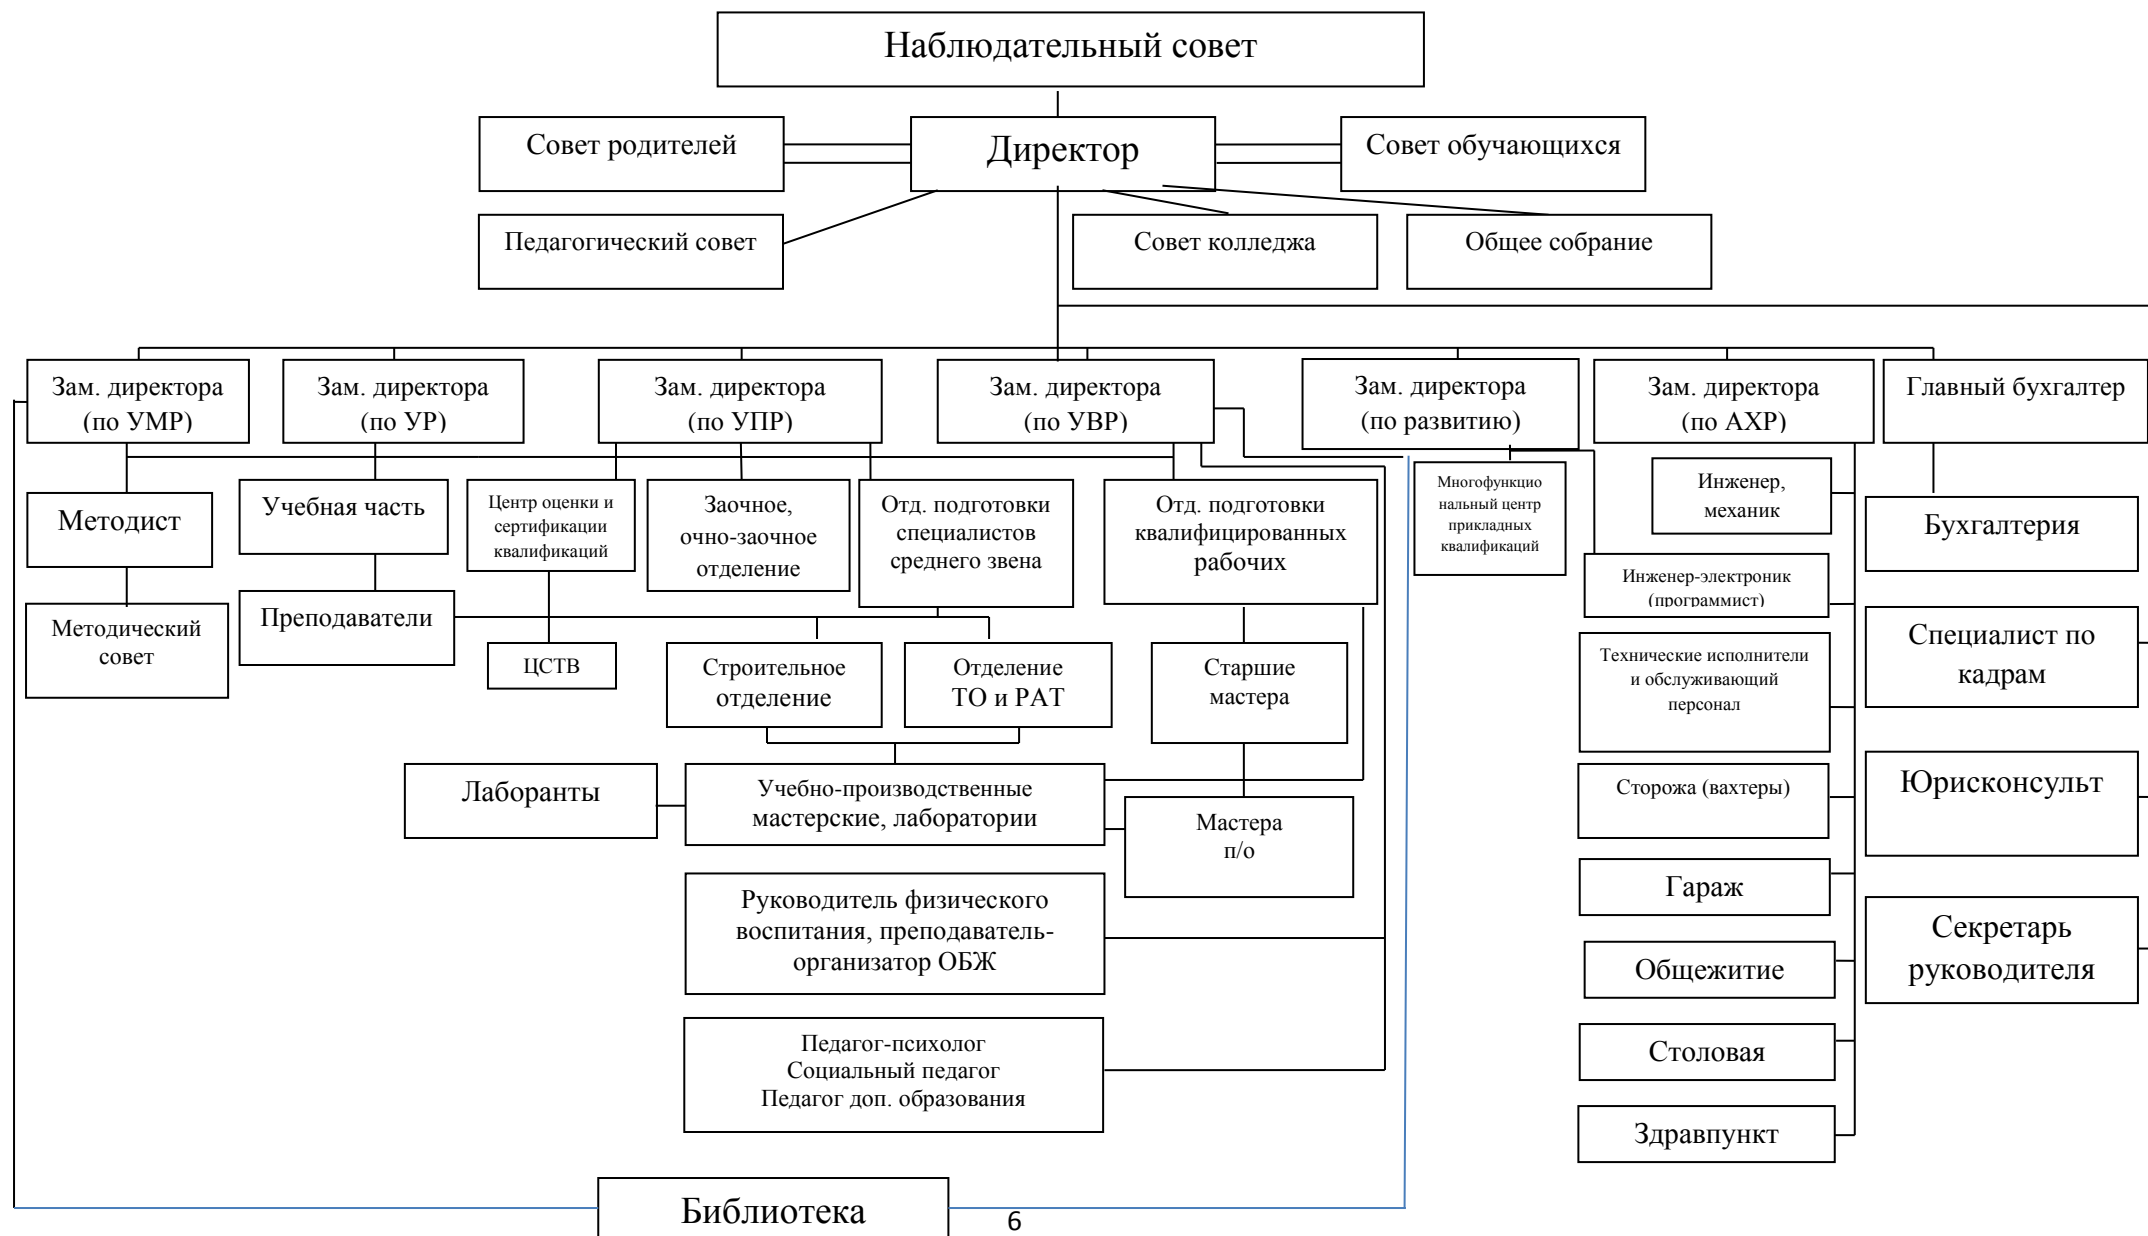 Наблюдательный совет
Совет родителей
Директор
Совет обучающихся
Педагогический совет
Совет колледжа
Общее собрание
Зам. директора
(по УМР)
Зам. директора
(по УР)
Зам. директора
(по УПР)
Зам. директора
(по УВР)
Зам. директора
(по развитию)
Зам. директора
(по АХР)
Главный бухгалтер
Методист
Учебная часть
Центр оценки и
сертификации
квалификаций
Заочное,
очно-заочное
отделение
Отд. подготовки
специалистов
среднего звена
Отд. подготовки
квалифицированных
рабочих
Многофункцио
нальный центр
прикладных
квалификаций
Инженер,
механик
Бухгалтерия
Инженер-электроник
(программист)
Методический
совет
Преподаватели
ЦСТВ
Строительное
отделение
Отделение
ТО и РАТ
Старшие
мастера
Технические исполнители
и обслуживающий
персонал
Специалист по
кадрам
Лаборанты
Учебно-производственные
мастерские, лаборатории
Мастера
п/о
Сторожа (вахтеры)
Юрисконсульт
Руководитель физического
воспитания, преподаватель-
организатор ОБЖ
Гараж
Секретарь
руководителя
Общежитие
Педагог-психолог
Социальный педагог
Педагог доп. образования
Столовая
Здравпункт
Библиотека
6